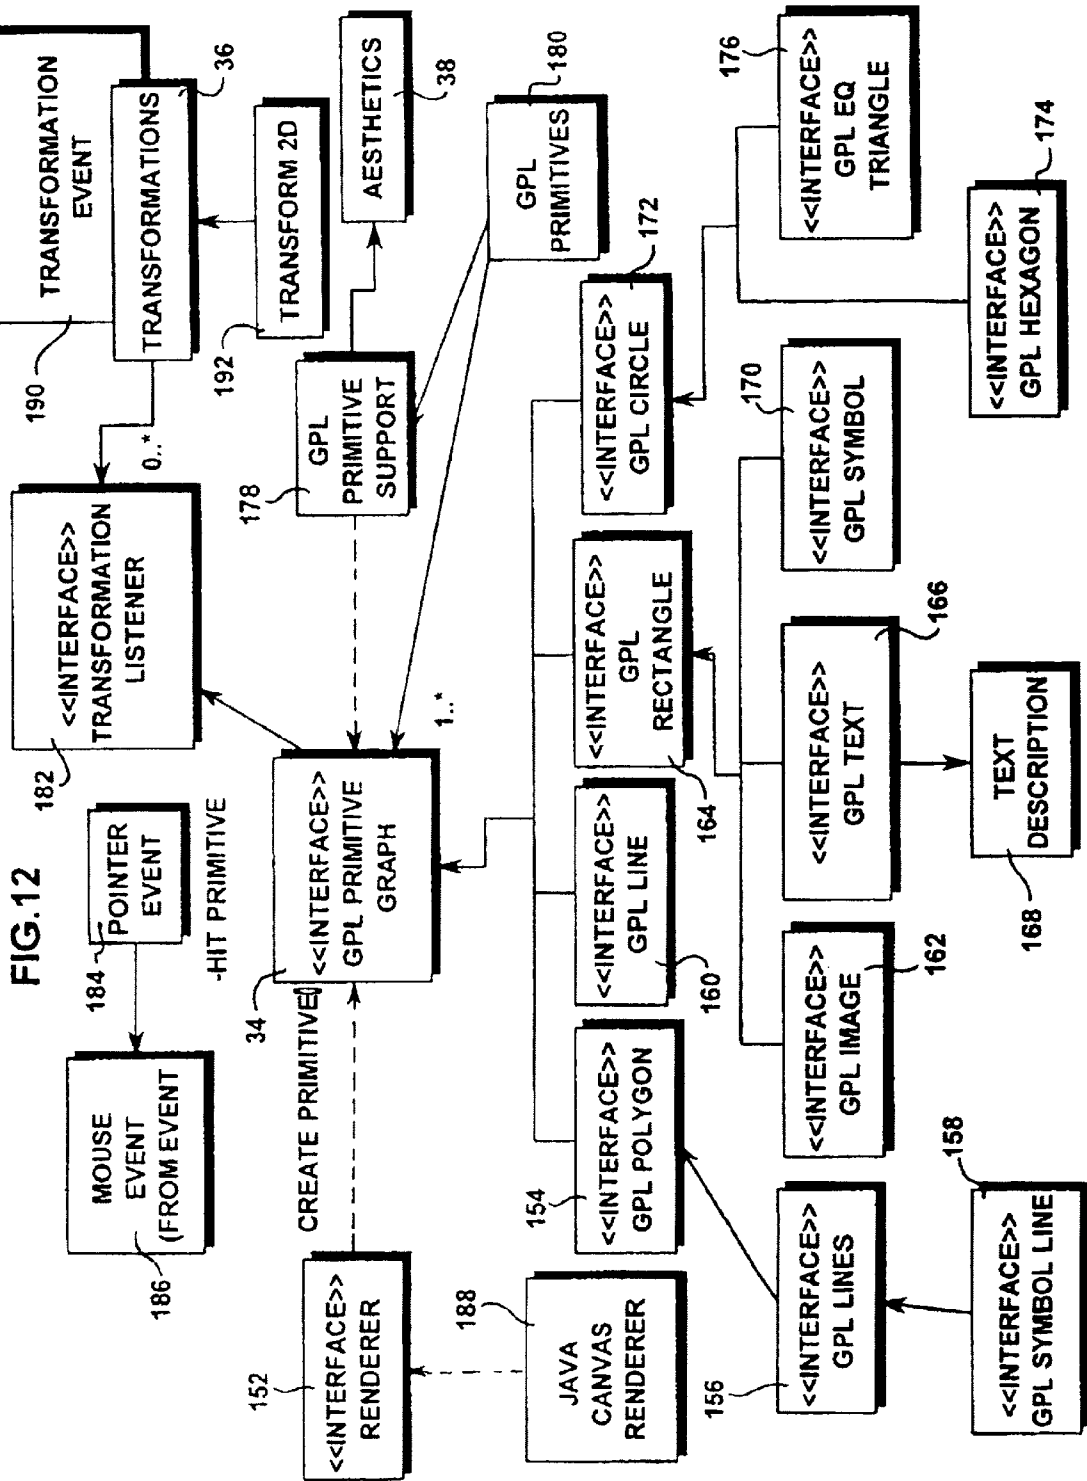 FIG.12
MOUSE
EVENT
(FROM EVENT)
186
184
POINTER
EVENT
182
<<INTERFACE>>
TRANSFORMATION
LISTENER
190
TRANSFORMATION
EVENT
TRANSFORMATIONS
36
0..*
-HIT PRIMITIVE
192
TRANSFORM 2D
AESTHETICS
38
152
<<INTERFACE>>
RENDERER
CREATE PRIMITIVE()
34
<<INTERFACE>>
GPL PRIMITIVE
GRAPH
178
GPL
PRIMITIVE
SUPPORT
1..*
GPL
PRIMITIVES
180
188
JAVA
CANVAS
RENDERER
154
<<INTERFACE>>
GPL POLYGON
<<INTERFACE>>
GPL LINE
160
<<INTERFACE>>
GPL
RECTANGLE
164
<<INTERFACE>>
GPL CIRCLE
172
156
<<INTERFACE>>
GPL LINES
<<INTERFACE>>
GPL IMAGE
162
<<INTERFACE>>
GPL TEXT
166
<<INTERFACE>>
GPL SYMBOL
170
<<INTERFACE>>
GPL EQ
TRIANGLE
176
<<INTERFACE>>
GPL SYMBOL LINE
158
TEXT
DESCRIPTION
168
<<INTERFACE>>
GPL HEXAGON
174